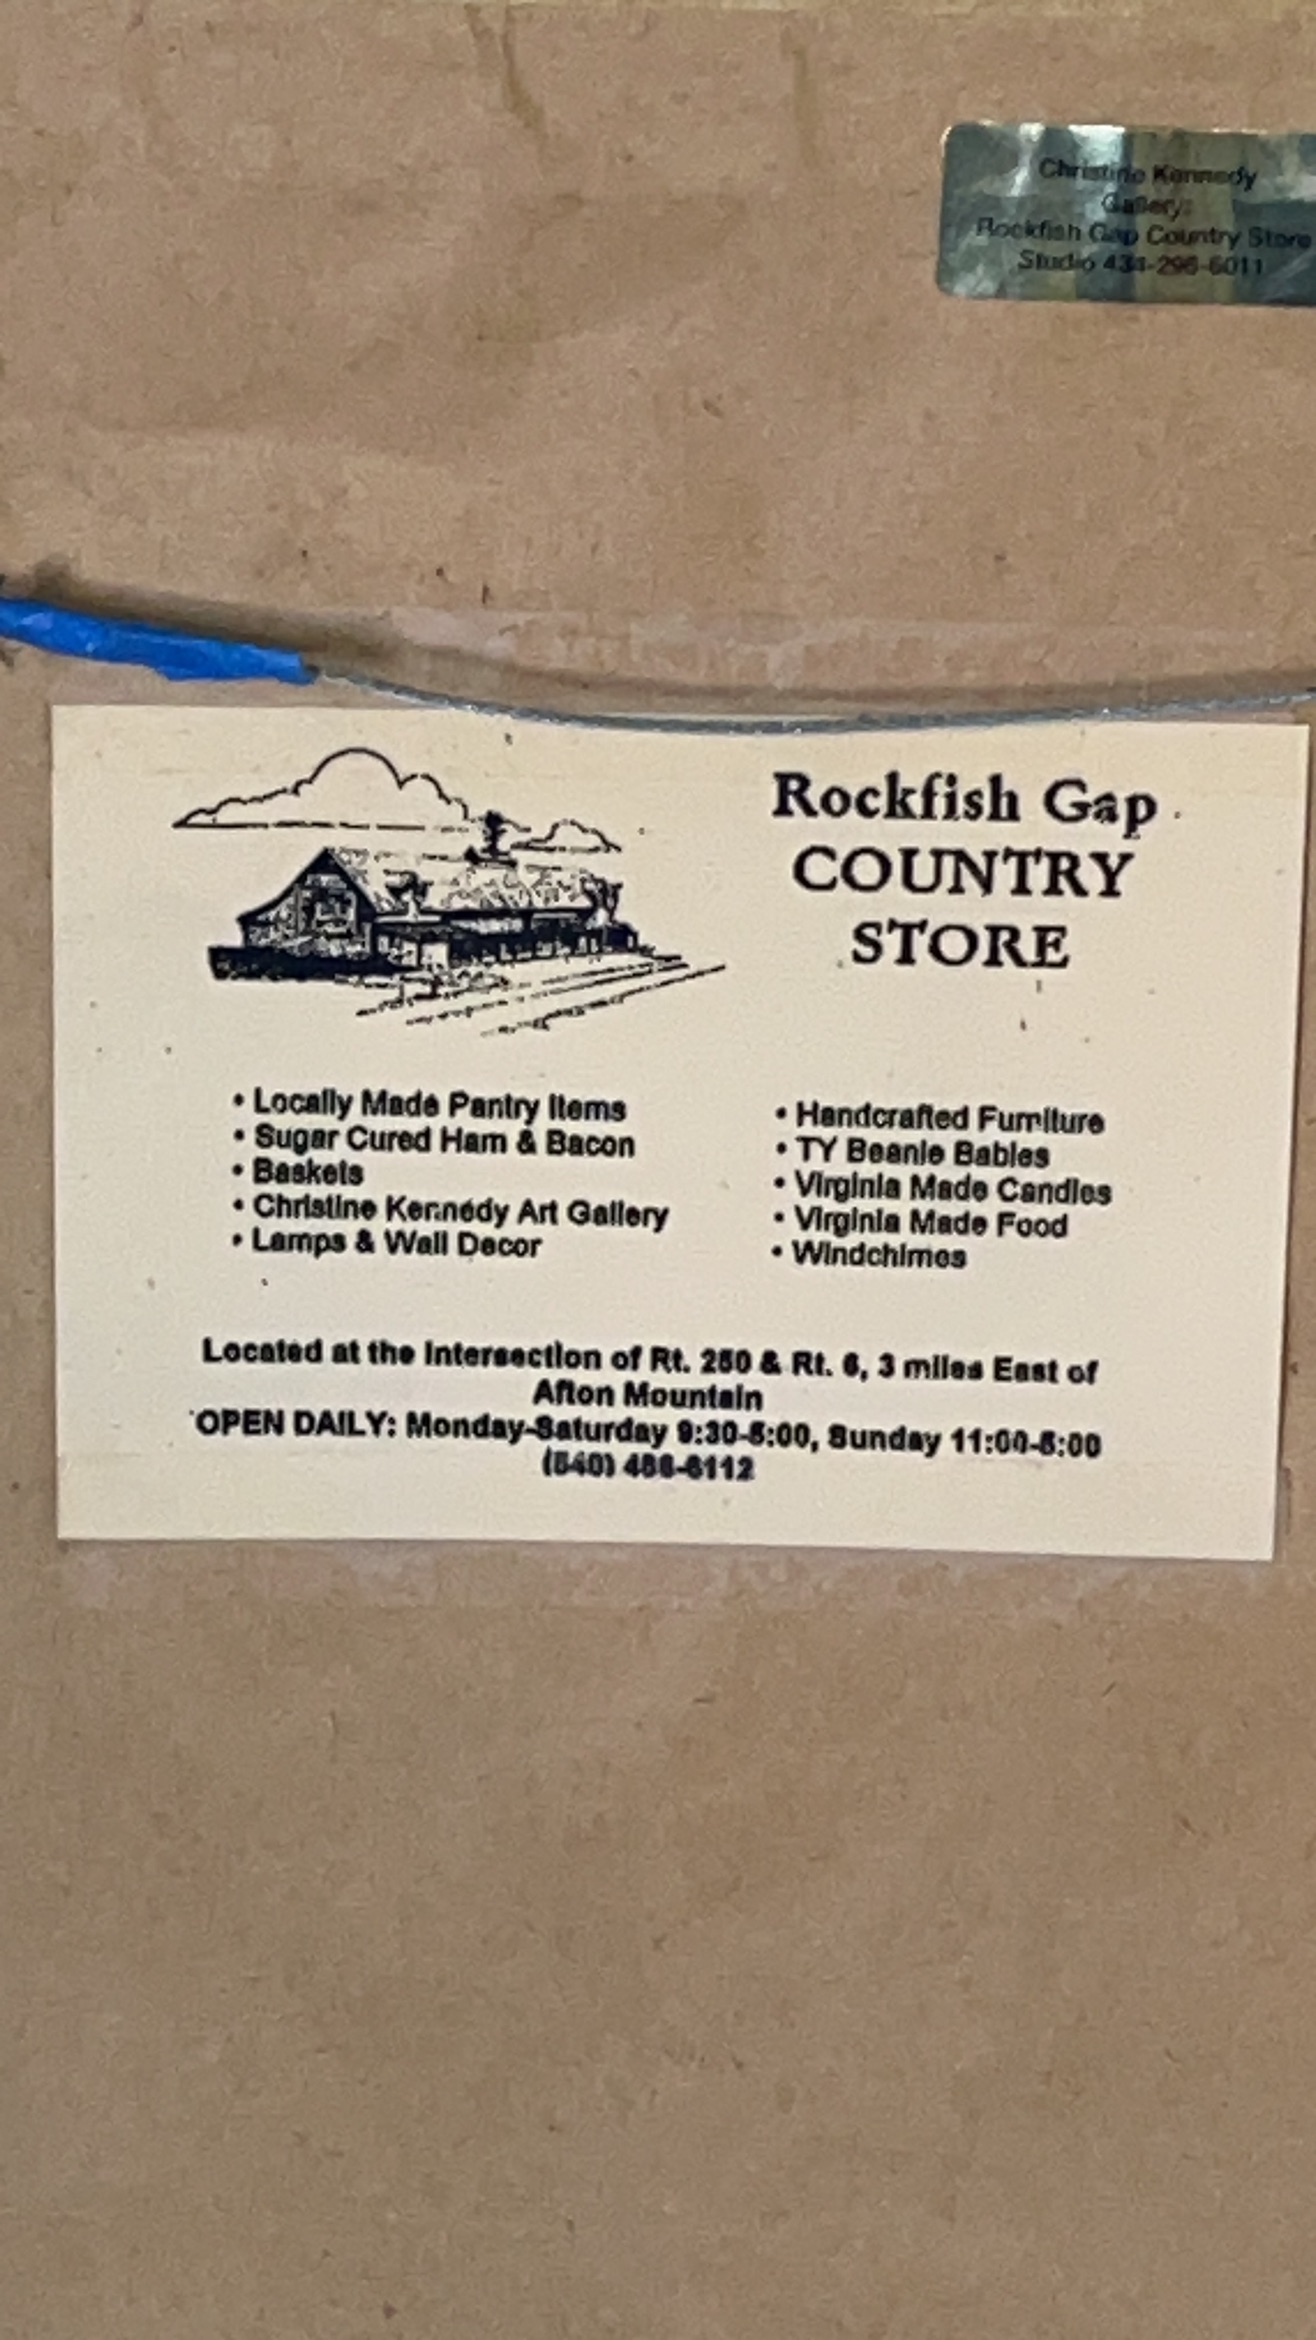 Christine Kennedy
Gallery:
Rockfish Gap Country Store
Studio 434-296-6011
Rockfish Gap
COUNTRY
STORE
• Locally Made Pantry Items
• Sugar Cured Ham & Bacon
• Baskets
• Christine Kennedy Art Gallery
• Lamps & Wall Decor
• Handcrafted Furniture
• TY Beanie Babies
• Virginia Made Candles
• Virginia Made Food
• Windchimes
Located at the Intersection of Rt. 250 & Rt. 6, 3 miles East of
Afton Mountain
OPEN DAILY: Monday-Saturday 9:30-5:00, Sunday 11:00-5:00
(540) 456-6112